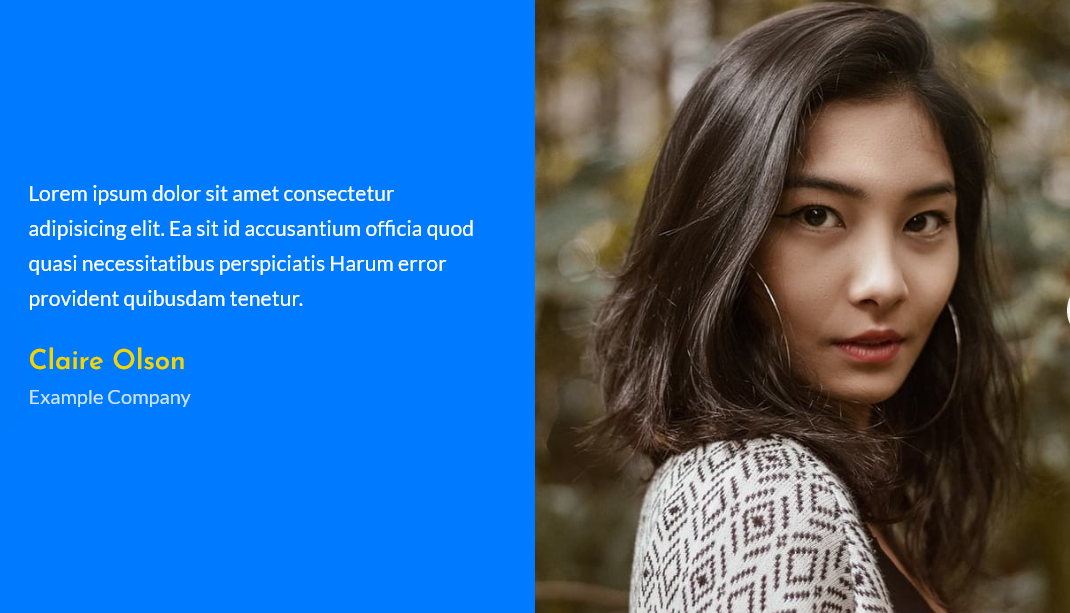 Lorem ipsum dolor sit amet consectetur
adipisicing elit. Ea sit id accusantium officia quod
quasi necessitatibus perspiciatis Harum error
provident quibusdam tenetur.
Claire Olson
Example Company